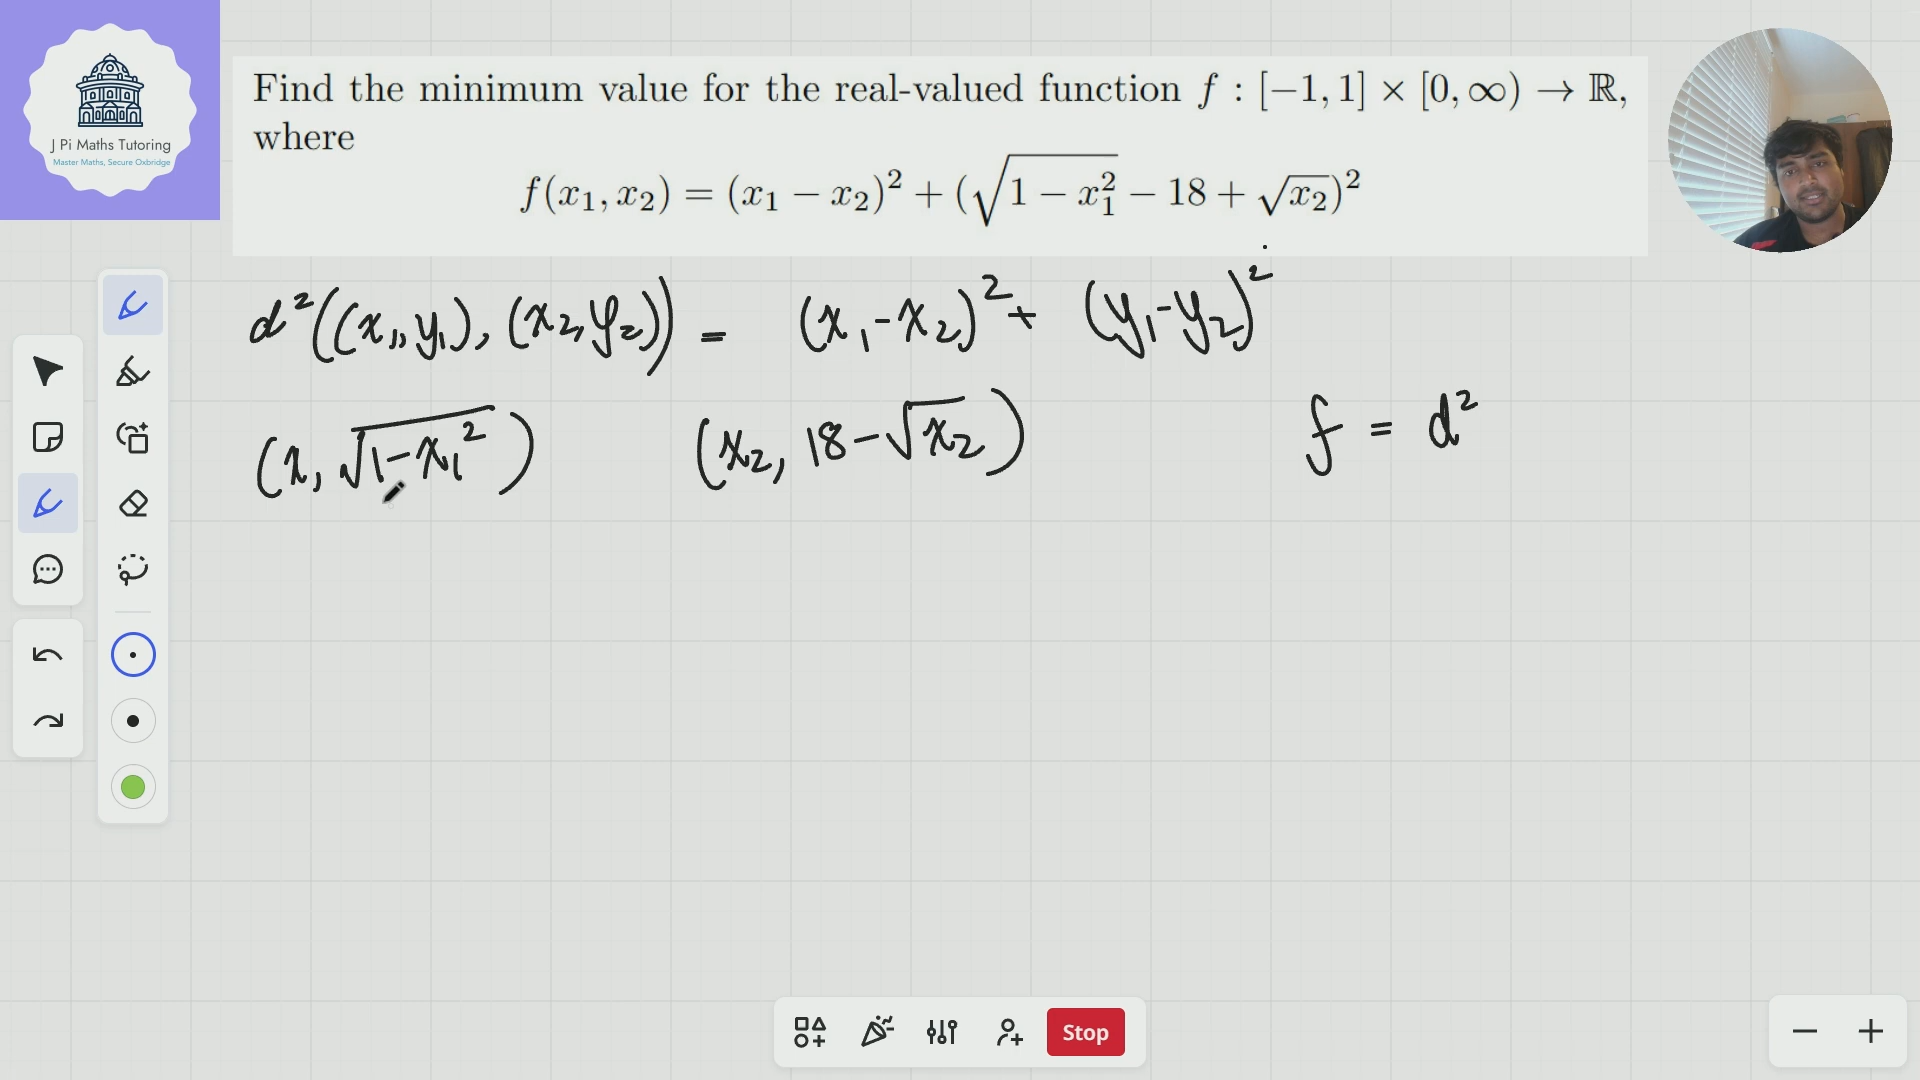 J Pi Maths Tutoring
Master Maths, Secure Oxbridge
Find the minimum value for the real-valued function f : [−1, 1] × [0, ∞) → ℝ,
where
f(x₁, x₂) = (x₁ − x₂)² + (√(1 − x₁²) − 18 + √x₂)²
d²((x₁, y₁), (x₂, y₂)) = (x₁-x₂)² + (y₁-y₂)²
(x, √(1-x₁²)) (x₂, 18-√x₂) f = d²
Stop